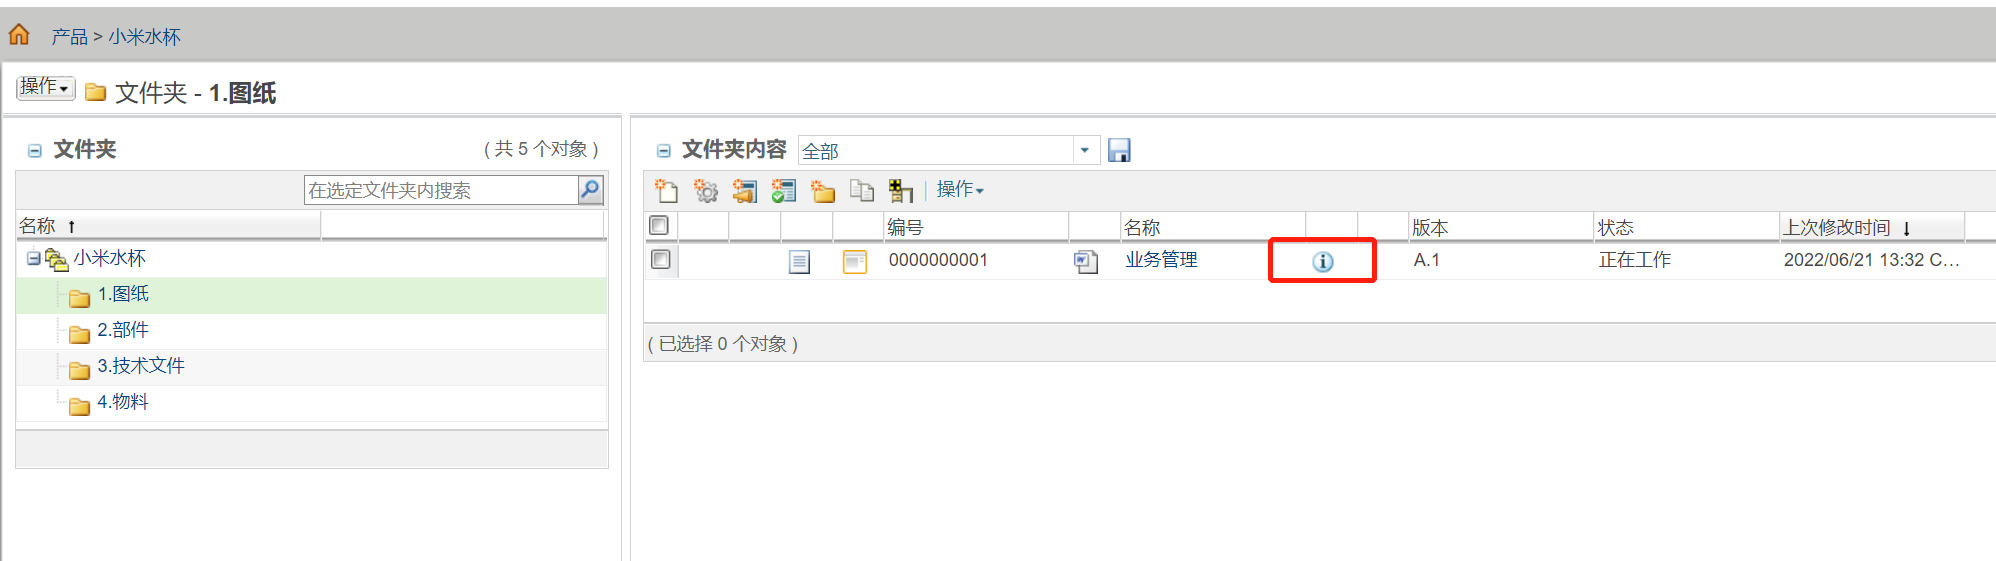 产品 > 小米水杯
操作 文件夹 - 1.图纸
文件夹 ( 共 5 个对象 )
在选定文件夹内搜索
名称 ↑
小米水杯
1.图纸
2.部件
3.技术文件
4.物料
文件夹内容 全部
操作
编号 名称 版本 状态 上次修改时间 ↓
0000000001 业务管理 A.1 正在工作 2022/06/21 13:32 C...
( 已选择 0 个对象 )